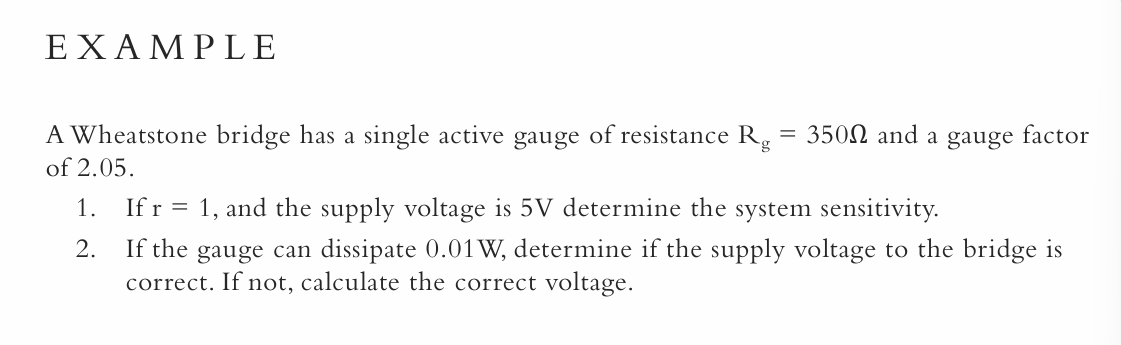 EXAMPLE
A Wheatstone bridge has a single active gauge of resistance Rg = 350Ω and a gauge factor
of 2.05.
1. If r = 1, and the supply voltage is 5V determine the system sensitivity.
2. If the gauge can dissipate 0.01W, determine if the supply voltage to the bridge is
correct. If not, calculate the correct voltage.